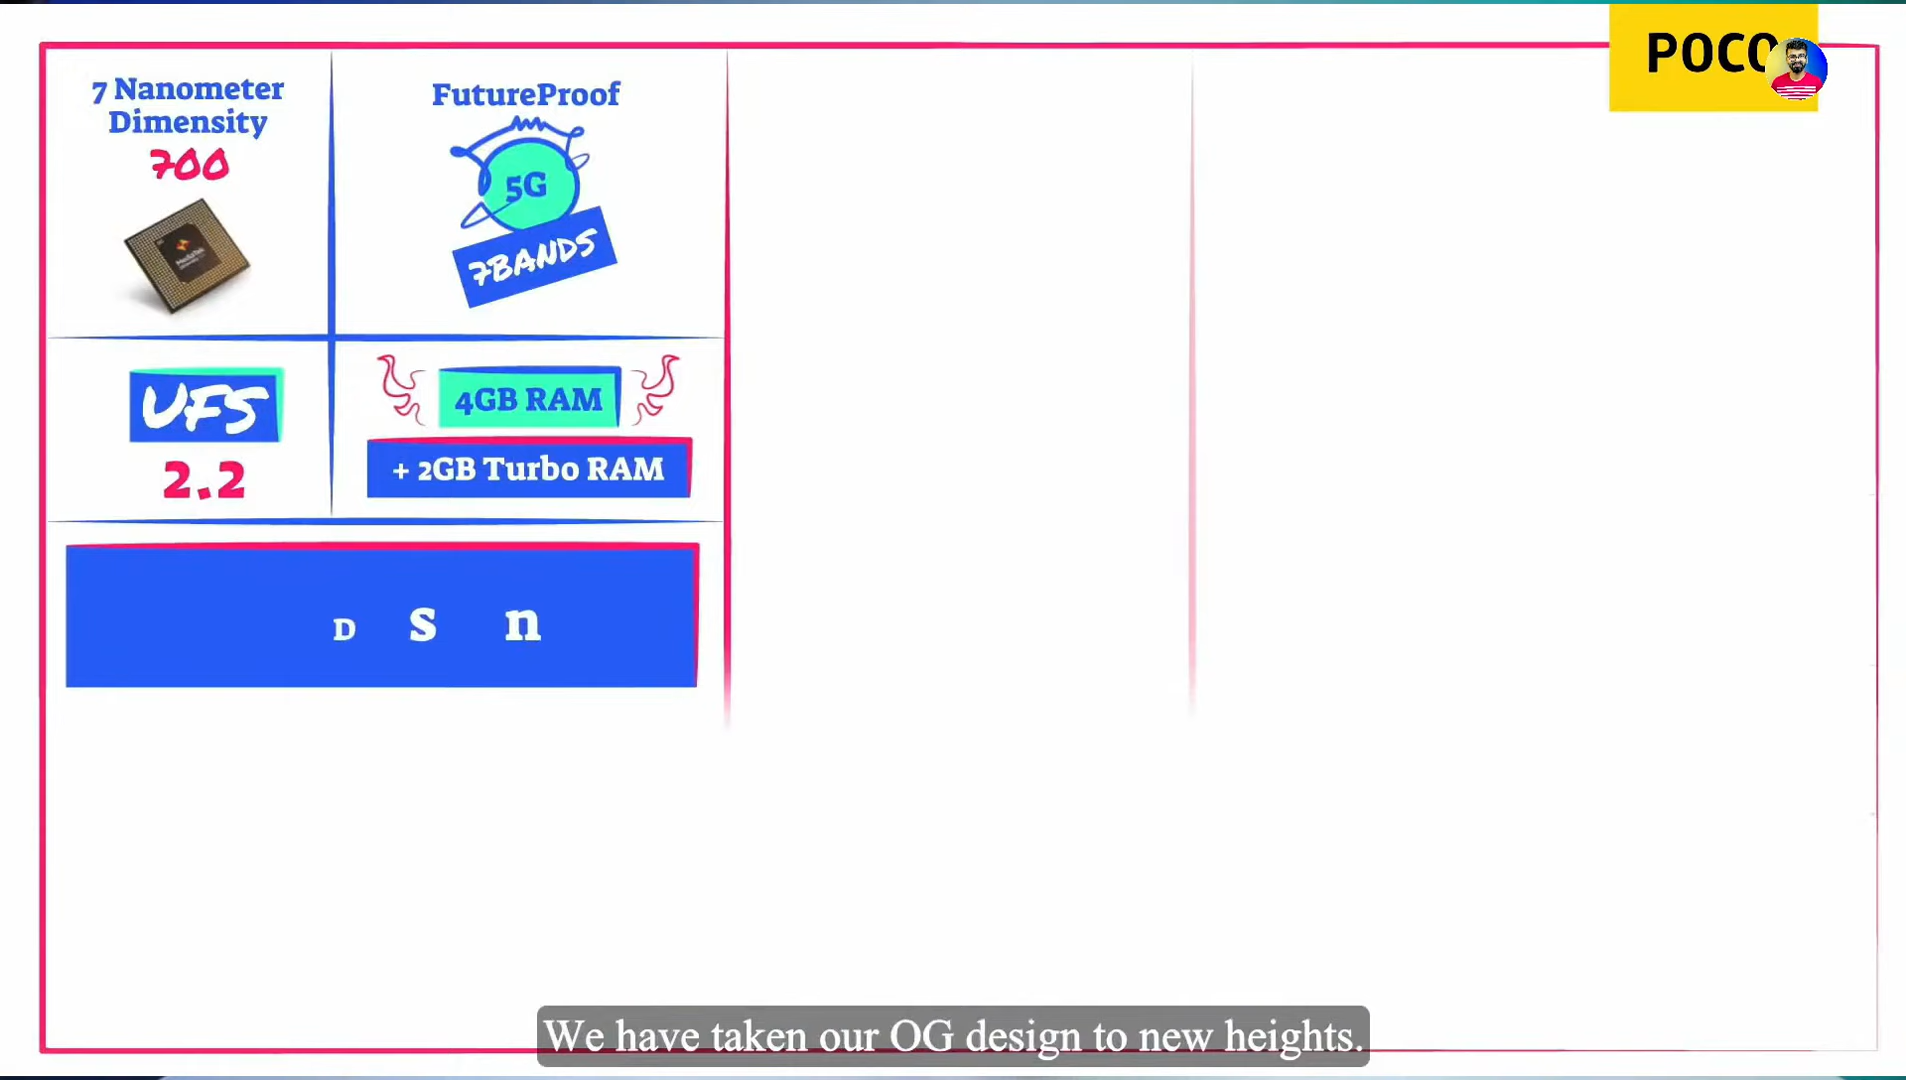 POCO
7 Nanometer
Dimensity
700
MediaTek
FutureProof
5G
7BANDS
UFS
2.2
4GB RAM
+ 2GB Turbo RAM
D s n
We have taken our OG design to new heights.